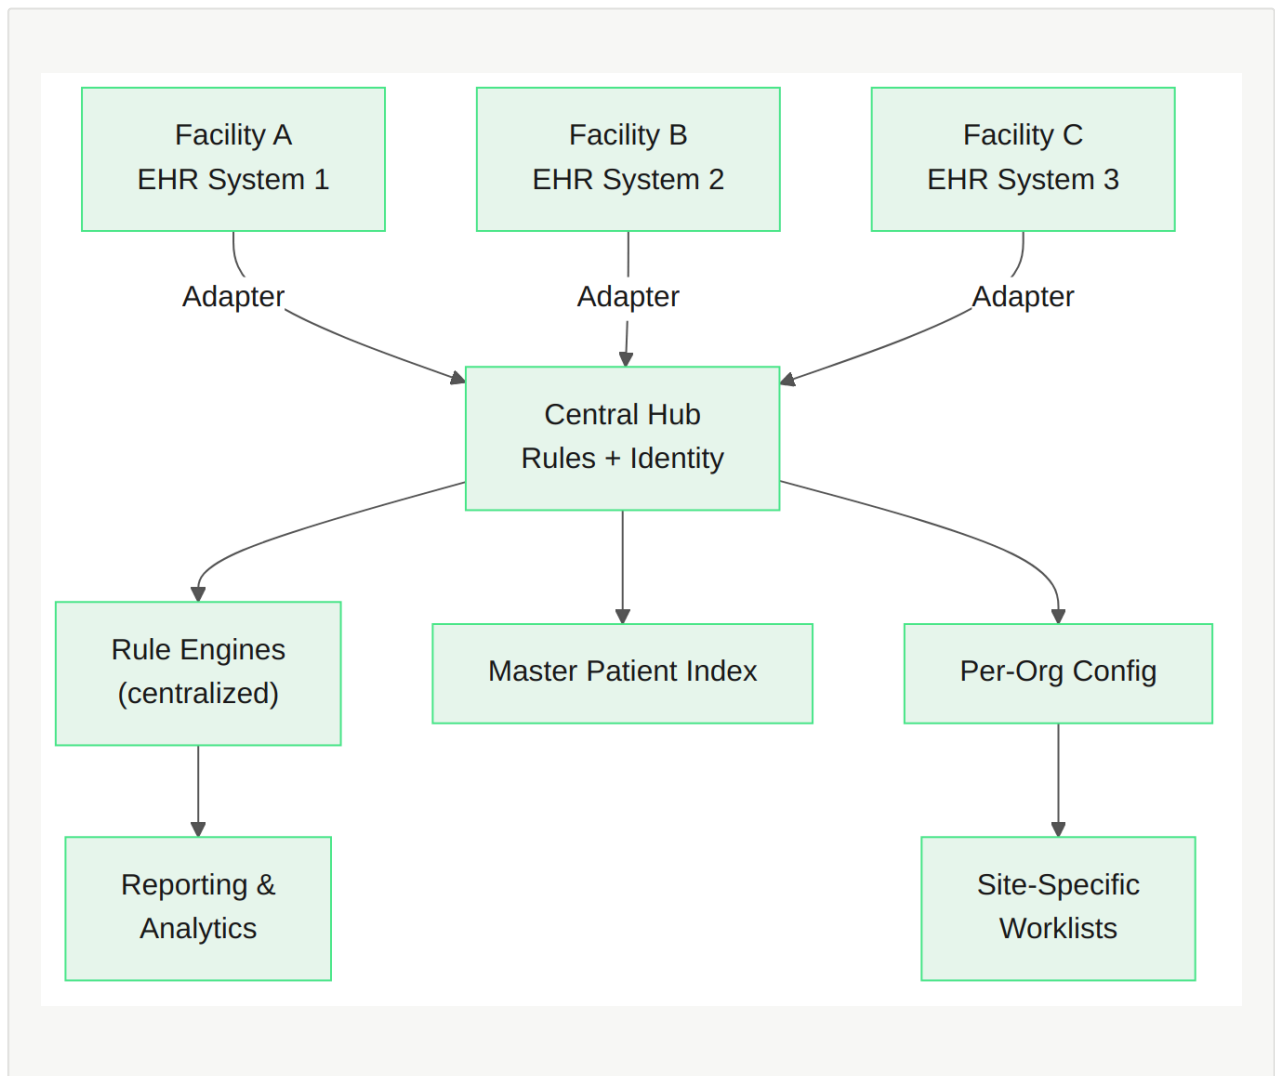 Facility A
EHR System 1
Facility B
EHR System 2
Facility C
EHR System 3
Adapter
Adapter
Adapter
Central Hub
Rules + Identity
Rule Engines
(centralized)
Master Patient Index
Per-Org Config
Reporting &
Analytics
Site-Specific
Worklists